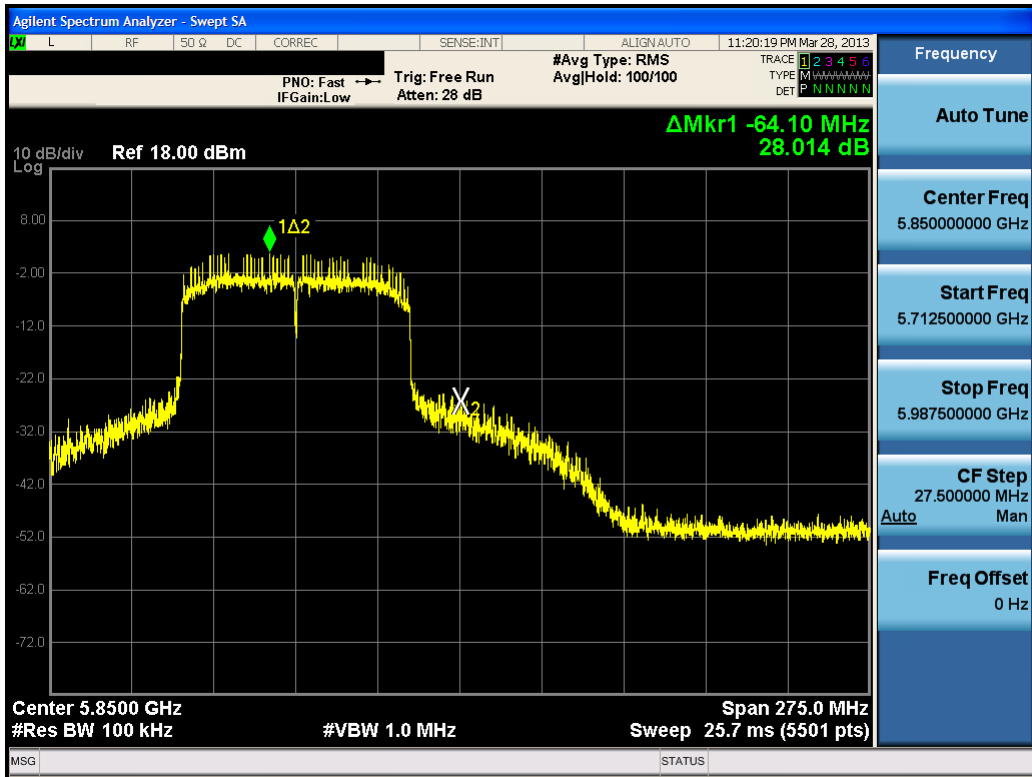 Agilent Spectrum Analyzer - Swept SA
LXI L RF 50 Ω DC CORREC SENSE:INT ALIGN AUTO 11:20:19 PM Mar 28, 2013
Frequency
PNO: Fast
IFGain:Low
Trig: Free Run
Atten: 28 dB
#Avg Type: RMS
Avg|Hold: 100/100
TRACE 1 2 3 4 5 6
TYPE M WWWWW
DET P N N N N N
ΔMkr1 -64.10 MHz
28.014 dB
10 dB/div Ref 18.00 dBm
Log
8.00
-2.00
-12.0
-22.0
-32.0
-42.0
-52.0
-62.0
-72.0
1Δ2
X2
Center 5.8500 GHz Span 275.0 MHz
#Res BW 100 kHz #VBW 1.0 MHz Sweep 25.7 ms (5501 pts)
Auto Tune
Center Freq
5.850000000 GHz
Start Freq
5.712500000 GHz
Stop Freq
5.987500000 GHz
CF Step
27.500000 MHz
Auto Man
Freq Offset
0 Hz
MSG STATUS